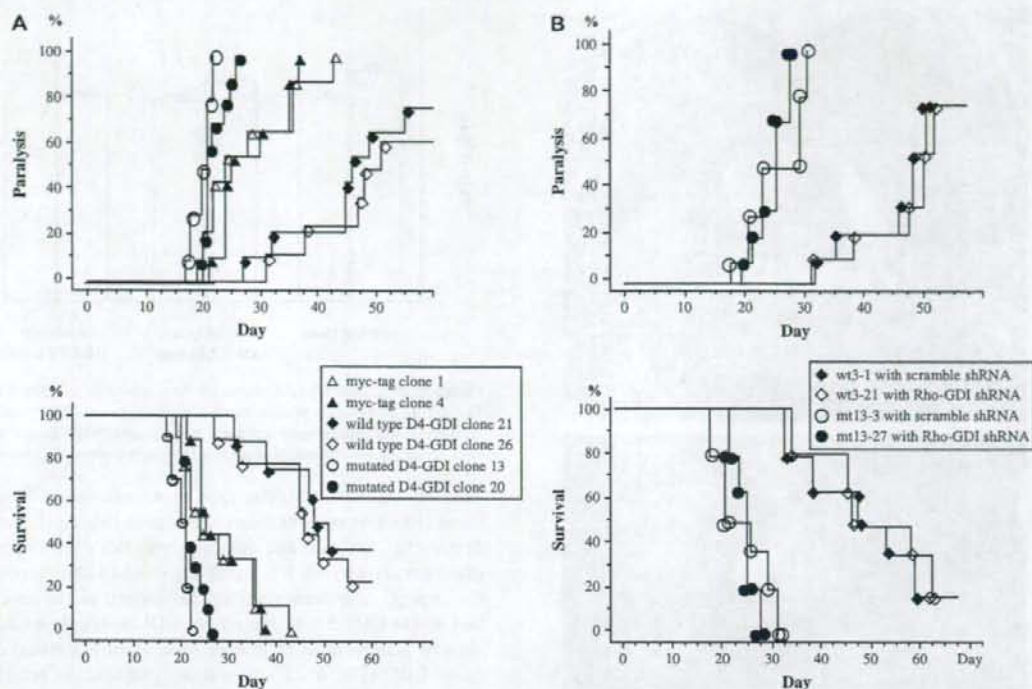 A
%
100
80
60
40
20
0
Paralysis
0 10 20 30 40 50
Day
B
%
100
80
60
40
20
0
Paralysis
0 10 20 30 40 50
Day
%
100
80
60
40
20
0
Survival
0 10 20 30 40 50 60
Day
myc-tag clone 1
myc-tag clone 4
wild type D4-GDI clone 21
wild type D4-GDI clone 26
mutated D4-GDI clone 13
mutated D4-GDI clone 20
%
100
80
60
40
20
0
Survival
0 10 20 30 40 50 60 Day
Day
wt3-1 with scramble shRNA
wt3-21 with Rho-GDI shRNA
mt13-3 with scramble shRNA
mt13-27 with Rho-GDI shRNA